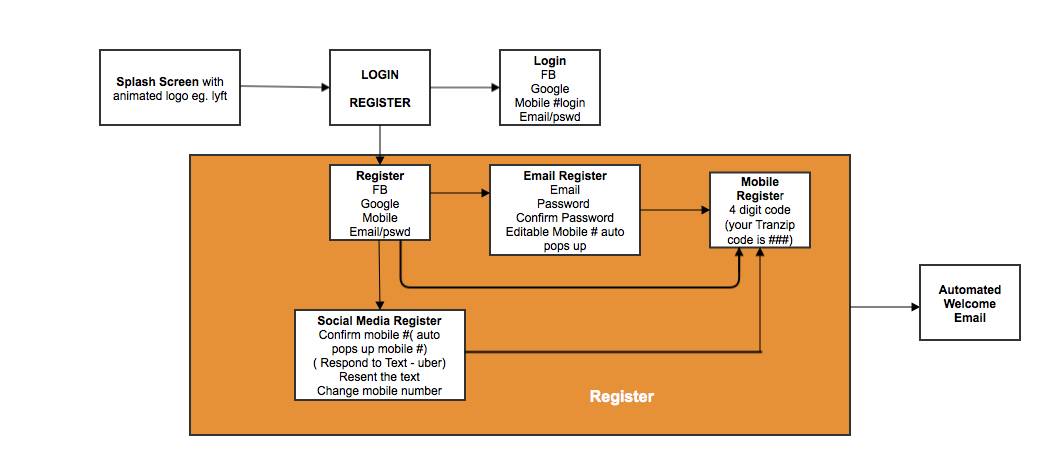 Splash Screen with
animated logo eg. lyft
LOGIN
REGISTER
Login
FB
Google
Mobile #login
Email/pswd
Register
FB
Google
Mobile
Email/pswd
Email Register
Email
Password
Confirm Password
Editable Mobile # auto
pops up
Mobile
Register
4 digit code
(your Tranzip
code is ###)
Social Media Register
Confirm mobile #( auto
pops up mobile #)
( Respond to Text - uber)
Resent the text
Change mobile number
Register
Automated
Welcome
Email